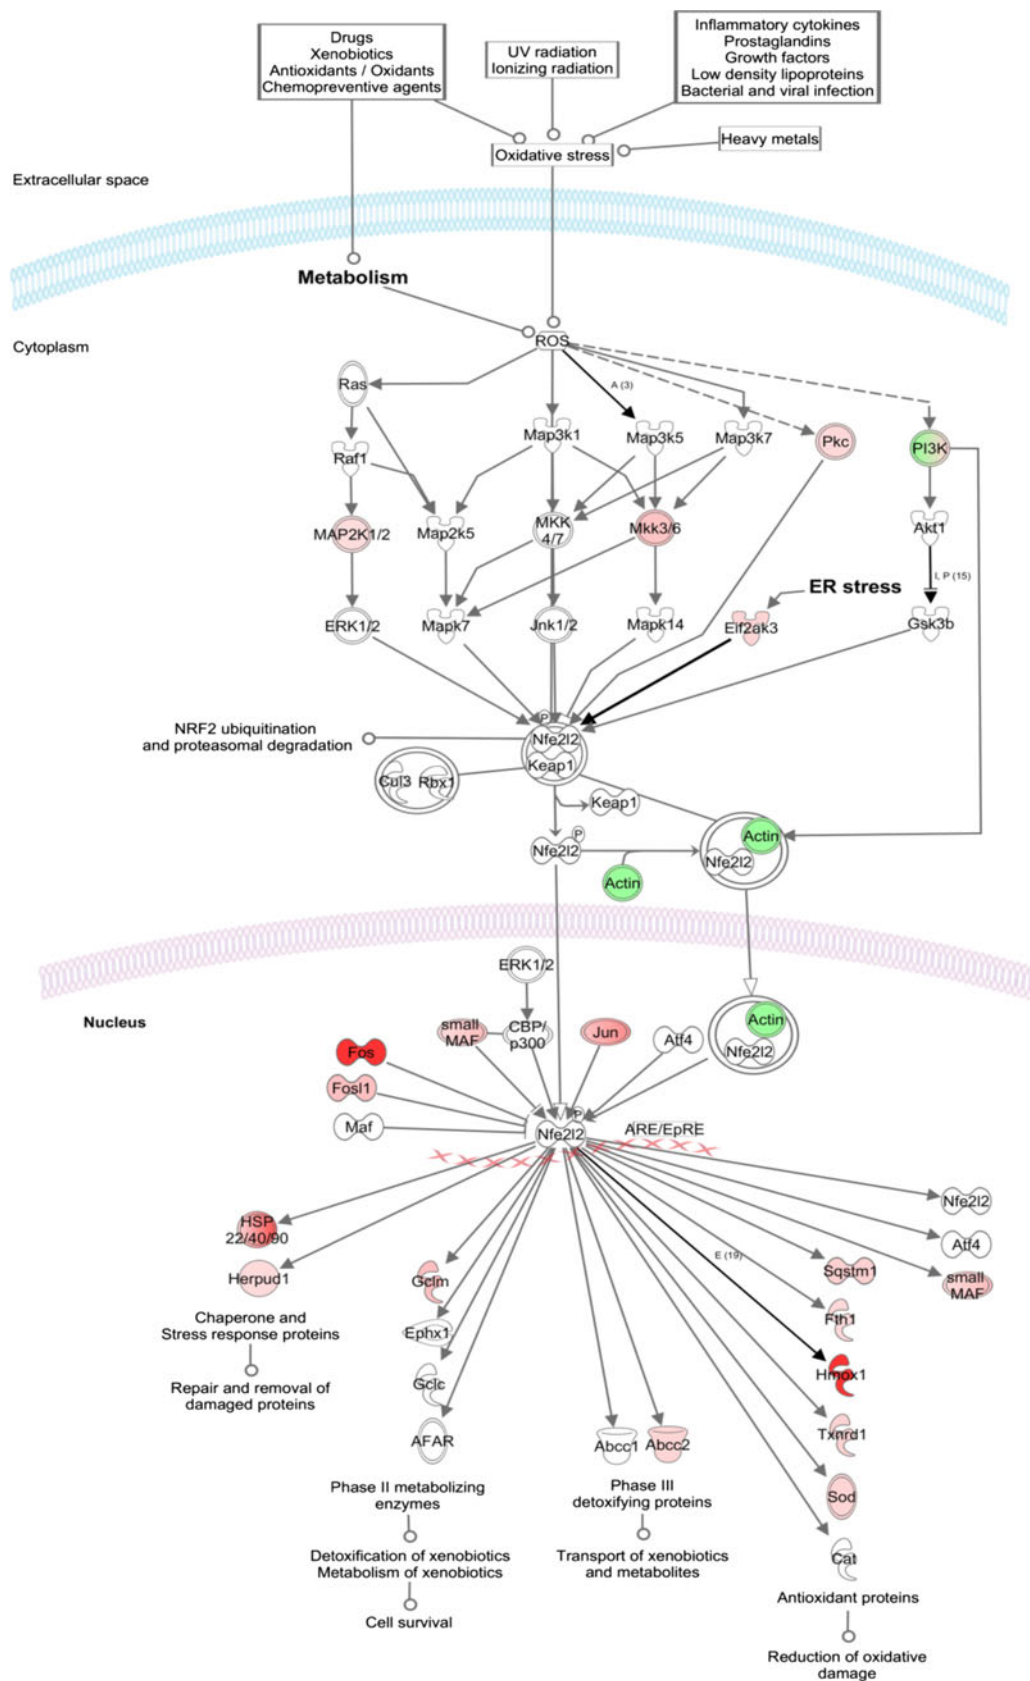 Drugs
Xenobiotics
Antioxidants / Oxidants
Chemopreventive agents
UV radiation
Ionizing radiation
Inflammatory cytokines
Prostaglandins
Growth factors
Low density lipoproteins
Bacterial and viral infection
Heavy metals
Oxidative stress
Extracellular space
Metabolism
Cytoplasm
ROS
Ras
A (3)
Map3k1
Map3k5
Map3k7
Pkc
PI3K
Raf1
MAP2K1/2
Map2k5
MKK
4/7
Mkk3/6
Akt1
I, P (15)
ER stress
ERK1/2
Mapk7
Jnk1/2
Mapk14
Eif2ak3
Gsk3b
P
NRF2 ubiquitination
and proteasomal degradation
Nfe2l2
Keap1
Cul3
Rbx1
Keap1
P
Nfe2l2
Actin
Nfe2l2
Actin
ERK1/2
Nucleus
small
MAF
CBP/
p300
Jun
Atf4
Actin
Nfe2l2
Fos
Fosl1
Maf
P
Nfe2l2
ARE/EpRE
HSP
22/40/90
Herpud1
Chaperone and
Stress response proteins
Repair and removal of
damaged proteins
Gclm
Ephx1
Gclc
AFAR
Phase II metabolizing
enzymes
Detoxification of xenobiotics
Metabolism of xenobiotics
Cell survival
Abcc1
Abcc2
Phase III
detoxifying proteins
Transport of xenobiotics
and metabolites
E (19)
Nfe2l2
Atf4
small
MAF
Sqstm1
Fth1
Hmox1
Txnrd1
Sod
Cat
Antioxidant proteins
Reduction of oxidative
damage